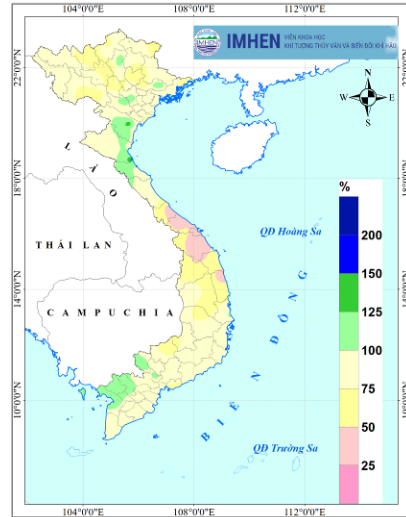 104°0'0"E 108°0'0"E 112°0'0"E
IMHEN
VIỆN KHOA HỌC
KHÍ TƯỢNG THỦY VĂN VÀ BIẾN ĐỔI KHÍ HẬU
22°0'0"N
N
W E
S
LÀO
18°0'0"N
%
200
150
125
100
75
50
25
QĐ Hoàng Sa
THÁI LAN
14°0'0"N
CAMPUCHIA
BIỂN ĐÔNG
10°0'0"N
QĐ Trường Sa
104°0'0"E 108°0'0"E 112°0'0"E